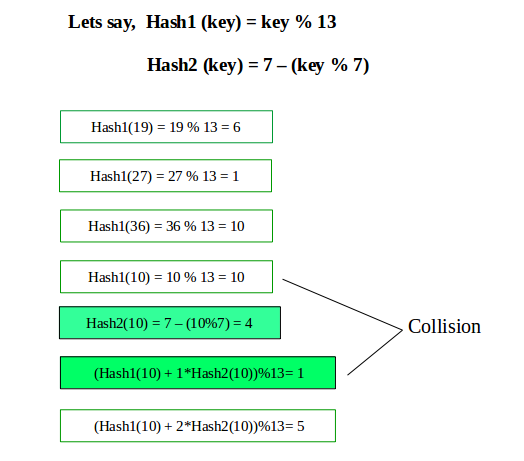 Lets say, Hash1 (key) = key % 13
Hash2 (key) = 7 – (key % 7)
Hash1(19) = 19 % 13 = 6
Hash1(27) = 27 % 13 = 1
Hash1(36) = 36 % 13 = 10
Hash1(10) = 10 % 13 = 10
Hash2(10) = 7 – (10%7) = 4
Collision
(Hash1(10) + 1*Hash2(10))%13= 1
(Hash1(10) + 2*Hash2(10))%13= 5